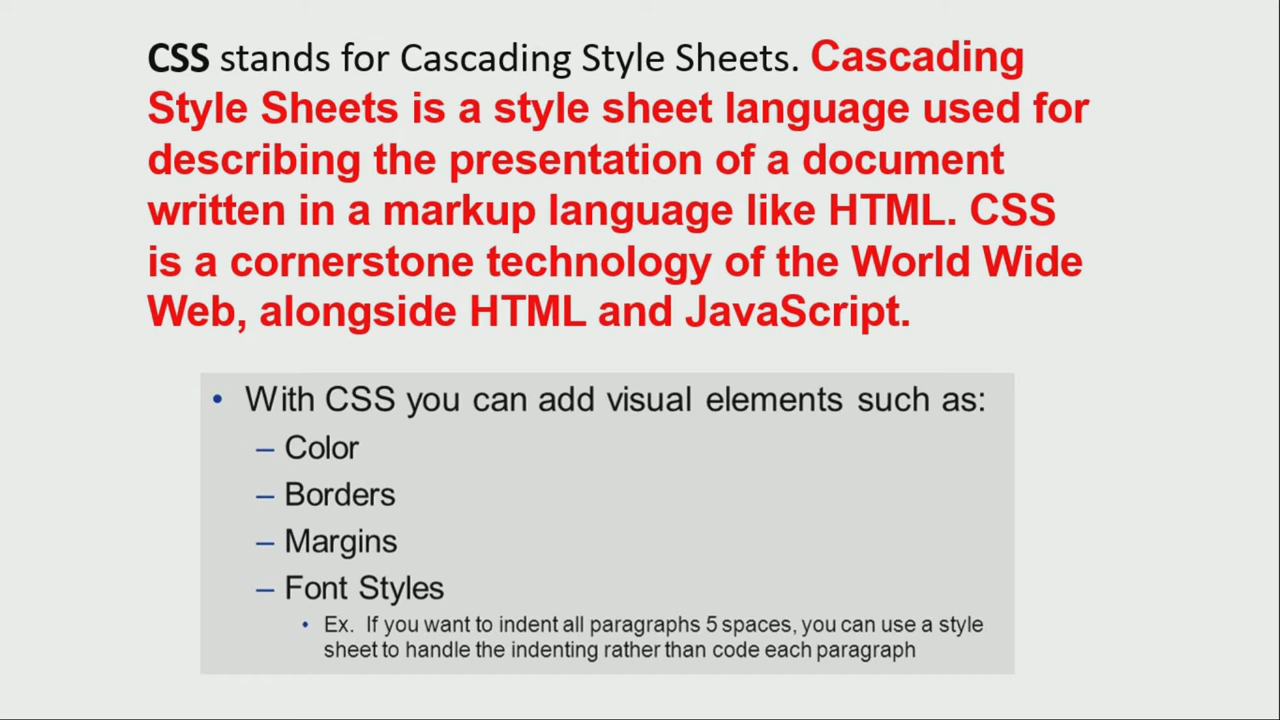 CSS stands for Cascading Style Sheets. Cascading
Style Sheets is a style sheet language used for
describing the presentation of a document
written in a markup language like HTML. CSS
is a cornerstone technology of the World Wide
Web, alongside HTML and JavaScript.
• With CSS you can add visual elements such as:
– Color
– Borders
– Margins
– Font Styles
• Ex. If you want to indent all paragraphs 5 spaces, you can use a style
sheet to handle the indenting rather than code each paragraph